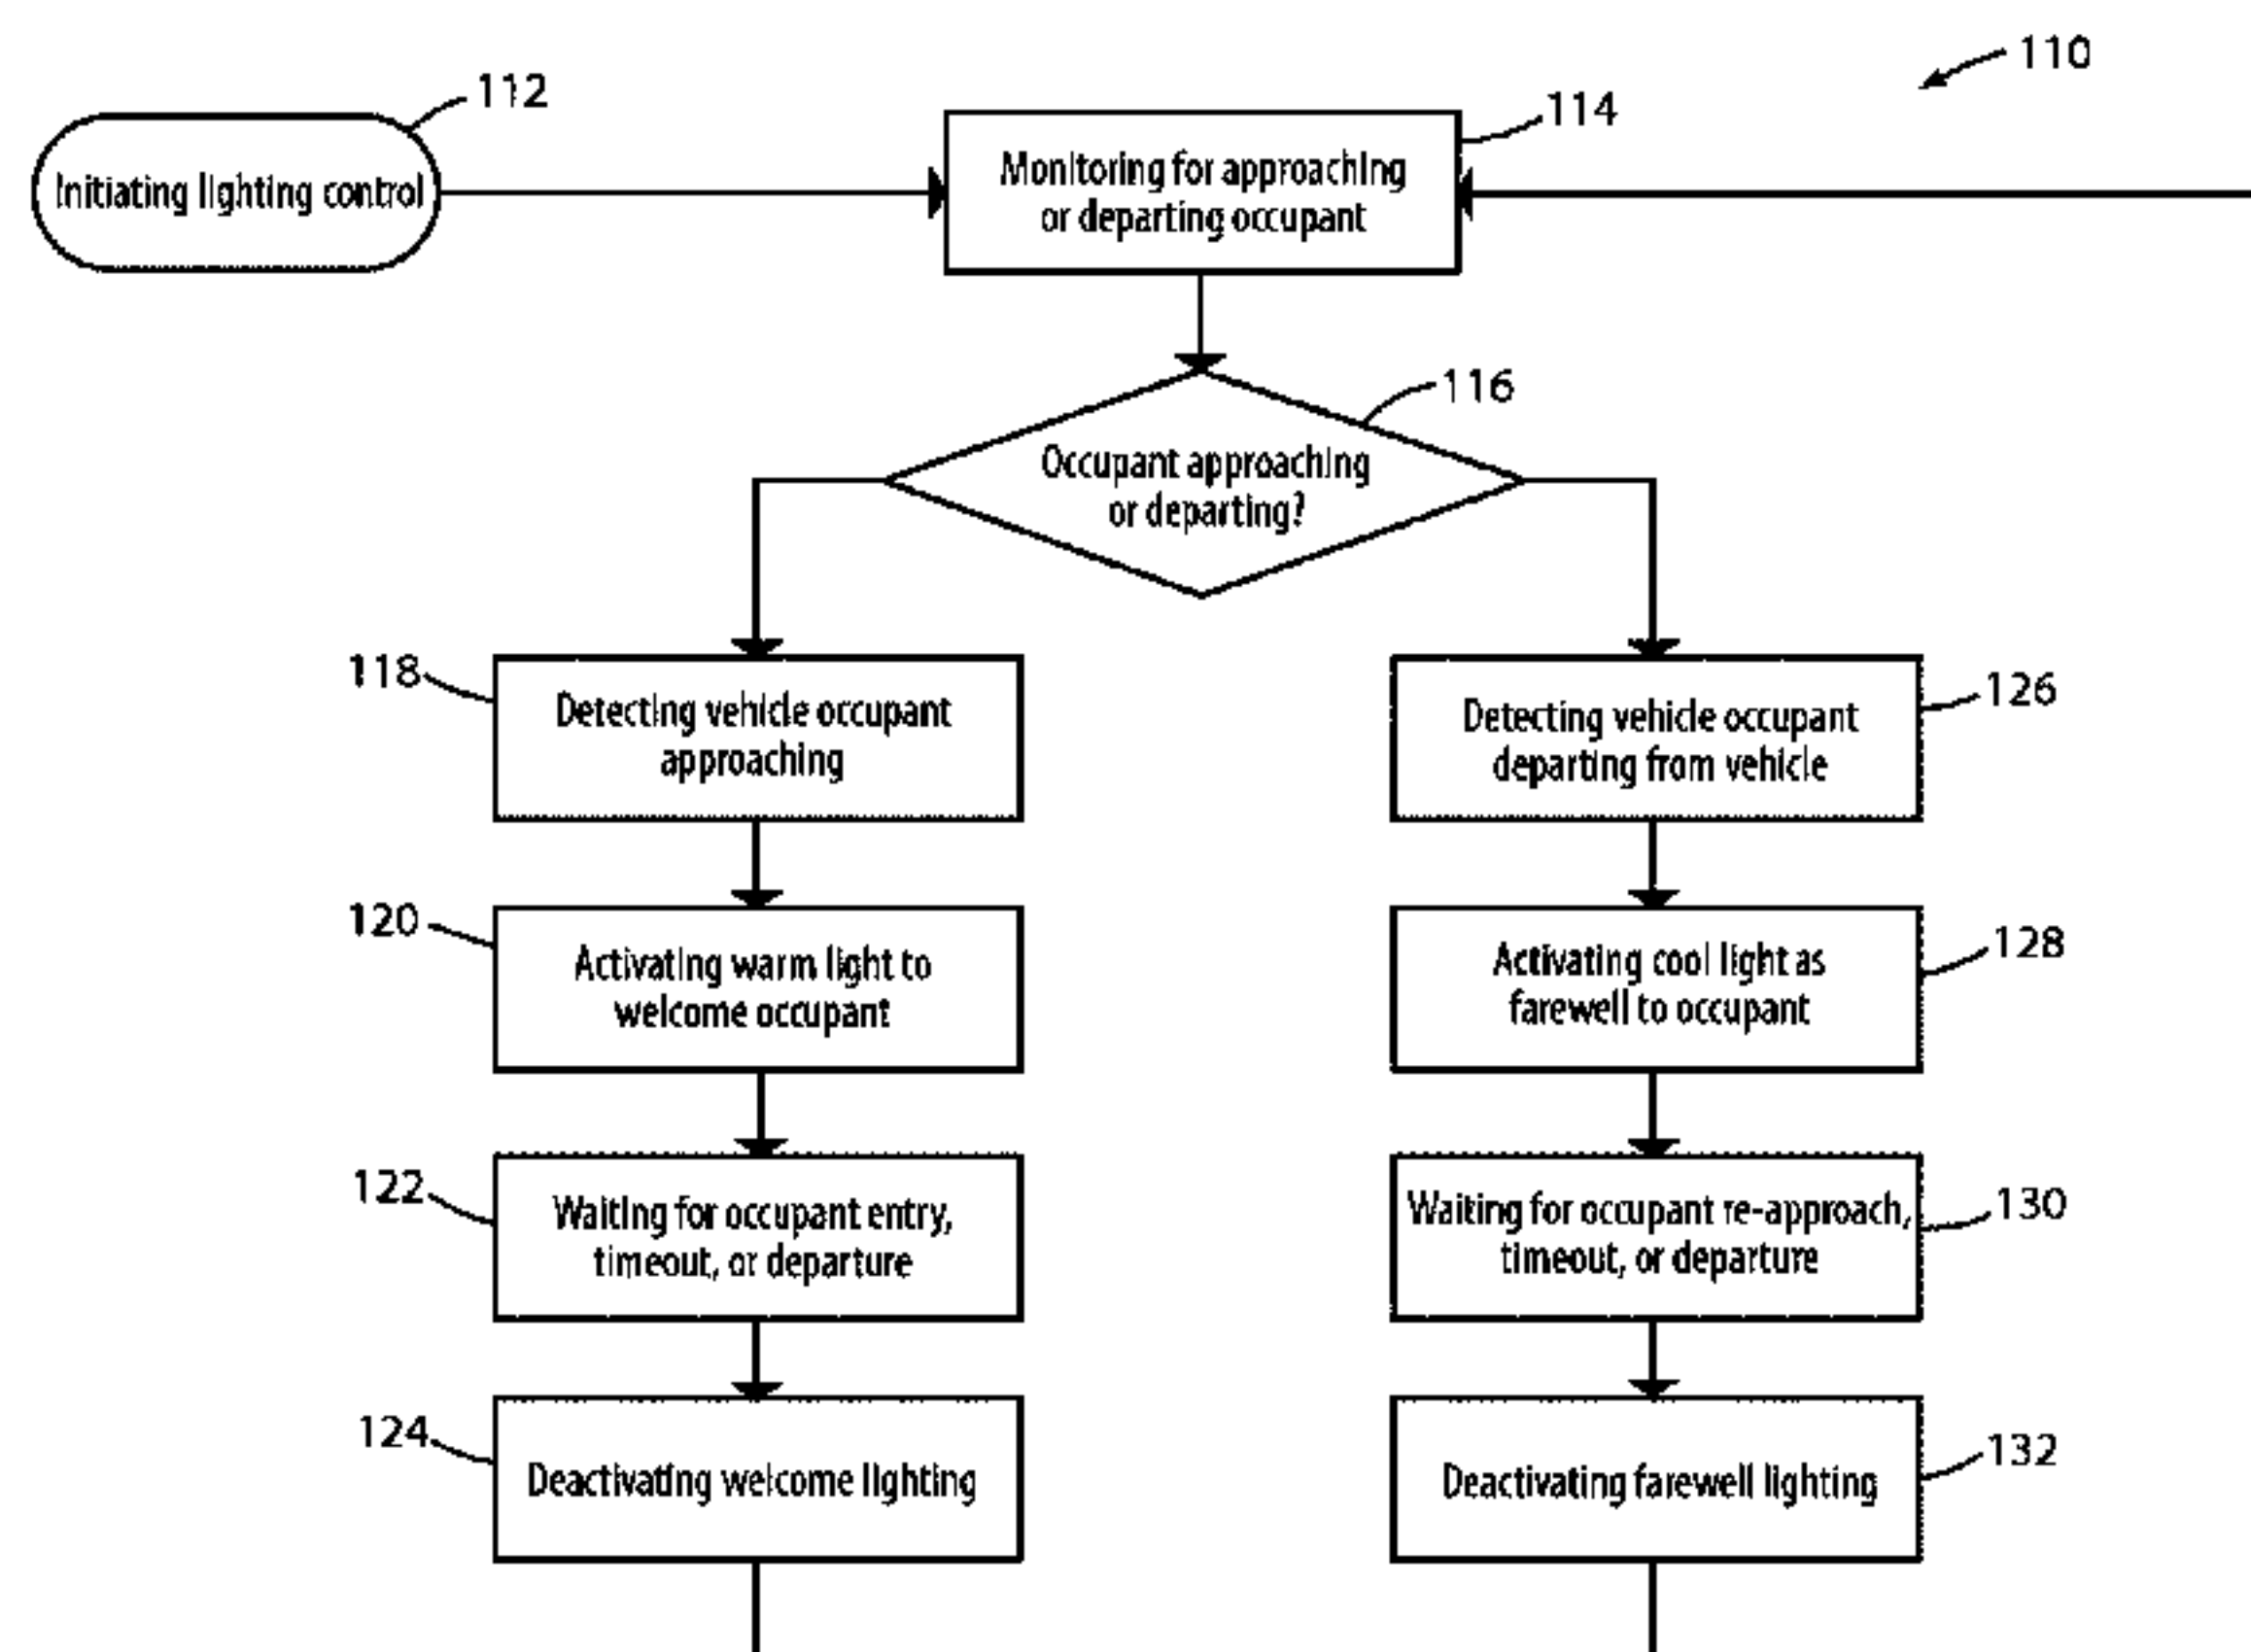 110
112
Initiating lighting control
114
Monitoring for approaching
or departing occupant
116
Occupant approaching
or departing?
118
Detecting vehicle occupant
approaching
126
Detecting vehicle occupant
departing from vehicle
120
Activating warm light to
welcome occupant
128
Activating cool light as
farewell to occupant
122
Waiting for occupant entry,
timeout, or departure
130
Waiting for occupant re-approach,
timeout, or departure
124
Deactivating welcome lighting
132
Deactivating farewell lighting